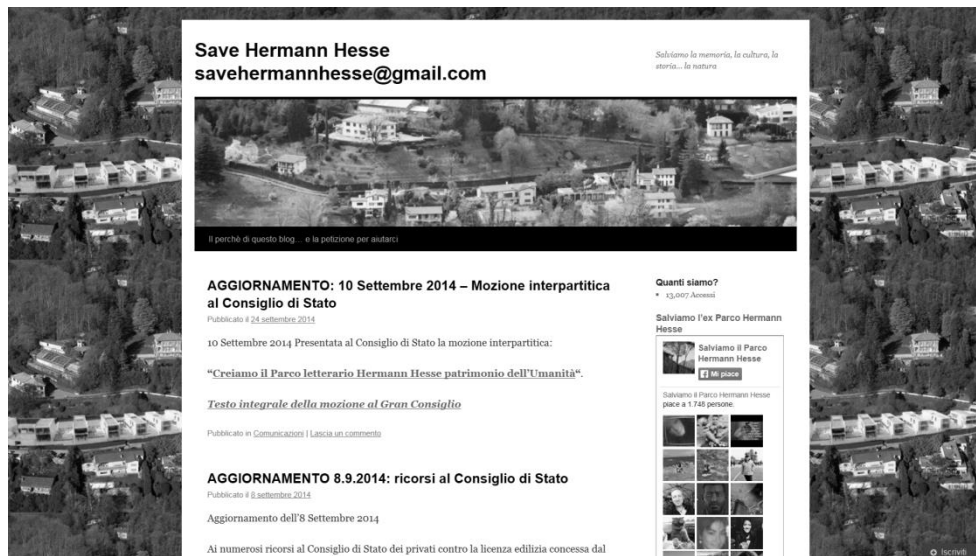 Save Hermann Hesse
savehermannhesse@gmail.com
Salviamo la memoria, la cultura, la
storia... la natura
Il perchè di questo blog... e la petizione per aiutarci
AGGIORNAMENTO: 10 Settembre 2014 – Mozione interpartitica
al Consiglio di Stato
Pubblicato il 24 settembre 2014
10 Settembre 2014 Presentata al Consiglio di Stato la mozione interpartitica:
“Creiamo il Parco letterario Hermann Hesse patrimonio dell’Umanità“.
Testo integrale della mozione al Gran Consiglio
Pubblicato in Comunicazioni | Lascia un commento
AGGIORNAMENTO 8.9.2014: ricorsi al Consiglio di Stato
Pubblicato il 8 settembre 2014
Aggiornamento dell’8 Settembre 2014
Ai numerosi ricorsi al Consiglio di Stato dei privati contro la licenza edilizia concessa dal
Quanti siamo?
13,007 Accessi
Salviamo l’ex Parco Hermann
Hesse
Salviamo il Parco
Hermann Hesse
Mi piace
Salviamo il Parco Hermann Hesse
piace a 1.748 persone.
Iscriviti